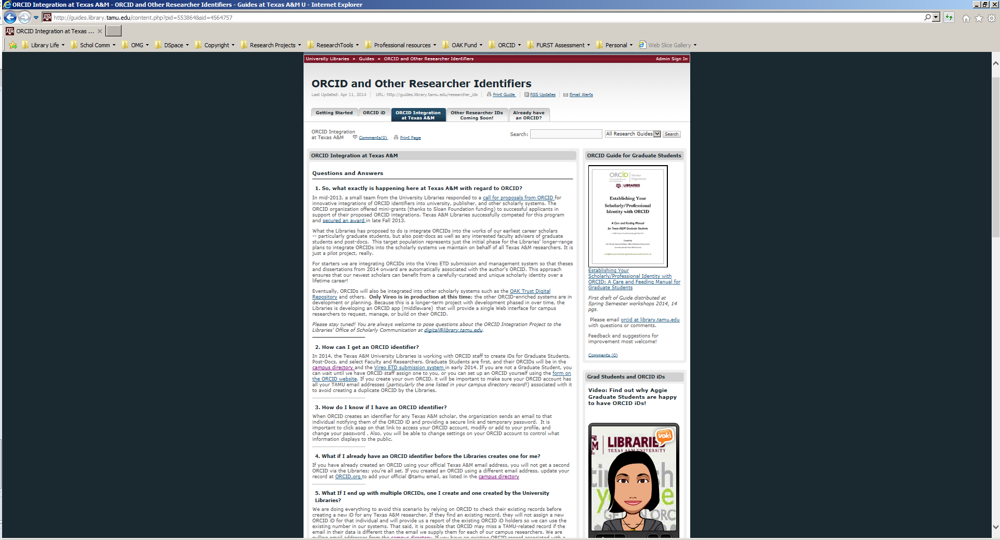 ORCID Integration at Texas A&M - ORCID and Other Researcher Identifiers - Guides at Texas A&M U - Internet Explorer
http://guides.library.tamu.edu/content.php?pid=553864&sid=4564757
ORCID Integration at Texas ...
Library Life Schol Comm OMG DSpace Copyright Research Projects ResearchTools Professional resources OAK Fund ORCID FURST Assessment Personal Web Slice Gallery
University Libraries » Guides » ORCID and Other Researcher Identifiers Admin Sign In
ORCID and Other Researcher Identifiers
Last Updated: Apr 11, 2014 URL: http://guides.library.tamu.edu/researcher_ids Print Guide RSS Updates Email Alerts
Getting Started ORCID iD ORCID Integration at Texas A&M Other Researcher IDs Coming Soon! Already have an ORCID?
ORCID Integration
at Texas A&M Comments(0) Print Page
Search: All Research Guides Search
ORCID Integration at Texas A&M
Questions and Answers
1. So, what exactly is happening here at Texas A&M with regard to ORCID?
In mid-2013, a small team from the University Libraries responded to a call for proposals from ORCID for
innovative integrations of ORCID identifiers into university, publisher, and other scholarly systems. The
ORCID organization offered mini-grants (thanks to Sloan Foundation funding) to successful applicants in
support of their proposed ORCID integrations. Texas A&M Libraries successfully competed for this program
and secured an award in late Fall 2013.
What the Libraries has proposed to do is integrate ORCIDs into the works of our earliest career scholars
-- particularly graduate students, but also post-docs as well as any interested faculty advisers of graduate
students and post-docs. This target population represents just the initial phase for the Libraries' longer-range
plans to integrate ORCIDs into the scholarly systems we maintain on behalf of all Texas A&M researchers. It is
just a pilot project, really.
For starters we are integrating ORCIDs into the Vireo ETD submission and management system so that theses
and dissertations from 2014 onward are automatically associated with the author's ORCID. This approach
ensures that our newest scholars can benefit from a carefully-curated and unique scholarly identity over a
lifetime career!
Eventually, ORCIDs will also be integrated into other scholarly systems such as the OAK Trust Digital
Repository and others. Only Vireo is in production at this time; the other ORCID-enriched systems are in
development or planning. Because this is a longer-term project with development phased in over time, the
Libraries is developing an ORCID app (middleware) that will provide a single Web interface for campus
researchers to request, manage, or build on their ORCID.
Please stay tuned! You are always welcome to pose questions about the ORCID Integration Project to the
Libraries' Office of Scholarly Communication at digital@library.tamu.edu.
2. How can I get an ORCID identifier?
In 2014, the Texas A&M University Libraries is working with ORCID staff to create iDs for Graduate Students,
Post-Docs, and select Faculty and Researchers. Graduate Students are first, and their ORCIDs will be in the
campus directory and the Vireo ETD submission system in early 2014. If you are not a Graduate Student, you
can wait until we have ORCID staff assign one to you, or you can set up an ORCID yourself using the form on
the ORCID website. If you create your own ORCID, it will be important to make sure your ORCID account has
all your TAMU email addresses (particularly the one listed in your campus directory record!) associated with it
to avoid creating a duplicate ORCID by the Libraries.
3. How do I know if I have an ORCID identifier?
When ORCID creates an identifier for any Texas A&M scholar, the organization sends an email to that
individual notifying them of the ORCID iD and providing a secure link and temporary password. It is
important to click asap on that link to access your ORCID account, modify or add to your profile, and
change your password . Also, you will be able to change settings on your ORCID account to control what
information displays to the public.
4. What if I already have an ORCID identifier before the Libraries creates one for me?
If you have already created an ORCID using your official Texas A&M email address, you will not get a second
ORCID via the Libraries; you're all set. If you created an ORCID using a different email address, update your
record at ORCID.org to add your official @tamu email, as listed in the campus directory
5. What If I end up with multiple ORCIDs, one I create and one created by the University
Libraries?
We are doing everything to avoid this scenario by relying on ORCID to check their existing records before
creating a new iD for any Texas A&M researcher. If they find an existing record, they will not assign a new
ORCID iD for that individual and will provide us a report of the existing ORCID iD holders so we can use the
existing number in our systems. That said, it is possible that ORCID may miss a TAMU-related record if the
email in their data is different than the email we supply them for each of our campus researchers. We are
ORCID Guide for Graduate Students
ORCID Member
Organization
LIBRARIES
Establishing Your
Scholarly/Professional
Identity with ORCID
A Care and Feeding Manual
for Texas A&M Graduate Students
Establishing Your
Scholarly/Professional Identity with
ORCID: A Care and Feeding Manual for
Graduate Students
First draft of Guide distributed at
Spring Semester workshops 2014, 14
pgs.
Please email orcid at library.tamu.edu
with questions or comments.
Feedback and suggestions for
improvement most welcome!
Comments (0)
Grad Students and ORCID iDs
Video: Find out why Aggie
Graduate Students are happy
to have ORCID iDs!
voki
LIBRARIE
TEXAS A&M UNIVERSITY
GET AN ORC